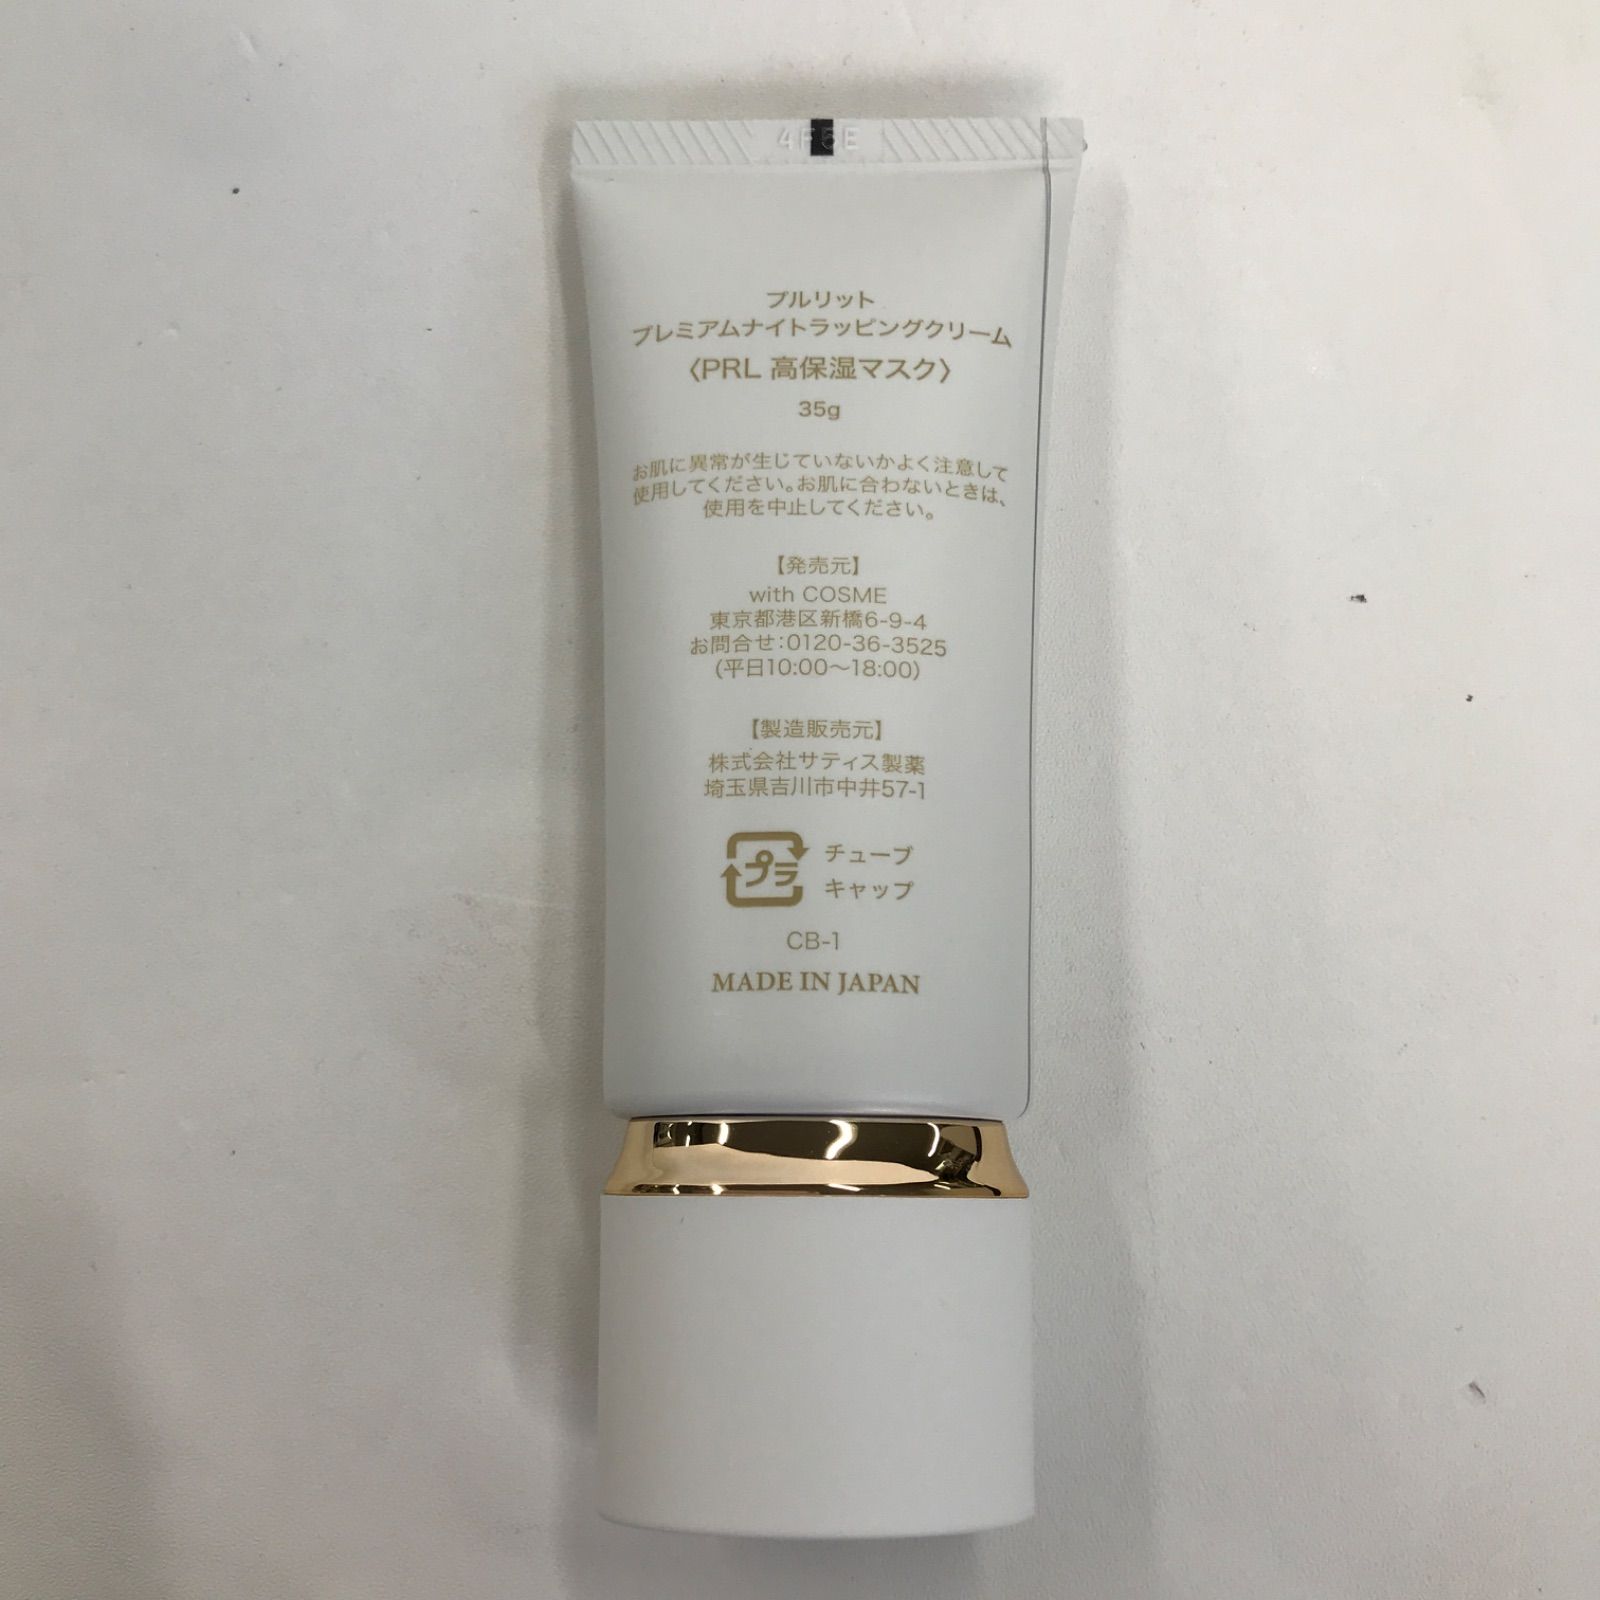 4F5E
プルリット
プレミアムナイトラッピングクリーム
〈PRL 高保湿マスク〉
35g
お肌に異常が生じていないかよく注意して
使用してください。お肌に合わないときは、
使用を中止してください。
【発売元】
with COSME
東京都港区新橋6-9-4
お問合せ:0120-36-3525
(平日10:00～18:00)
【製造販売元】
株式会社サティス製薬
埼玉県吉川市中井57-1
プラ
チューブ
キャップ
CB-1
MADE IN JAPAN